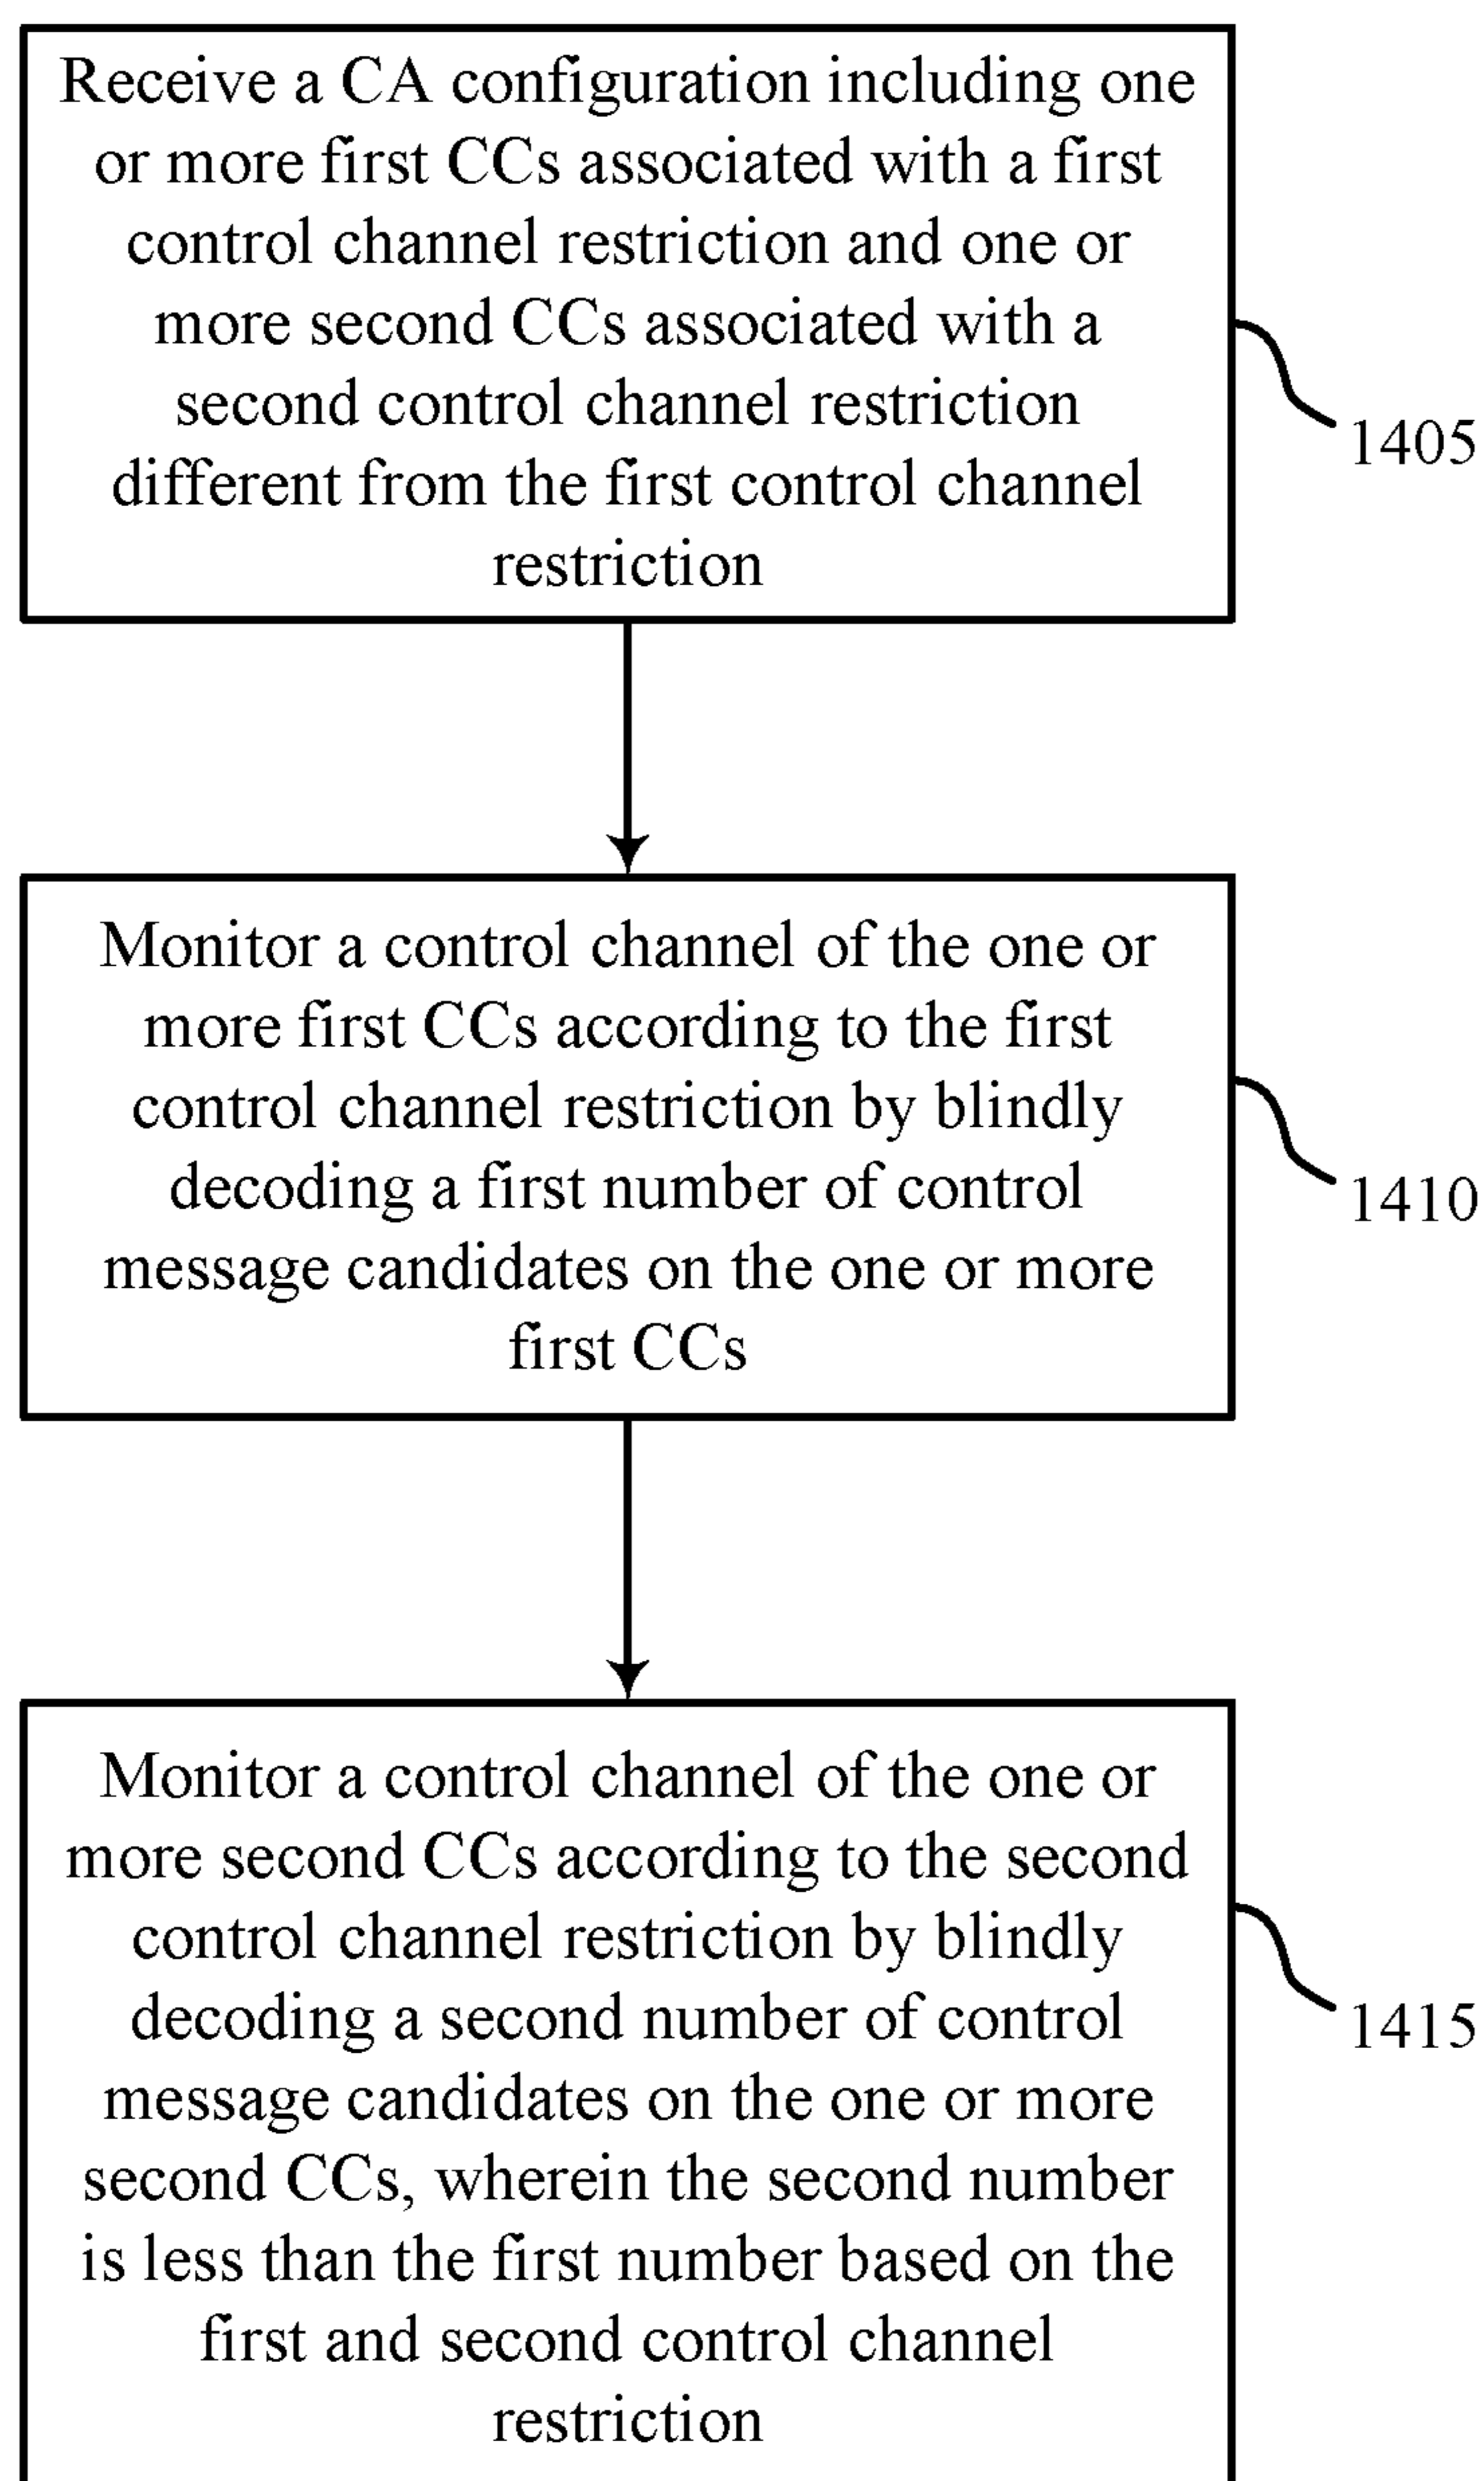 Receive a CA configuration including one
or more first CCs associated with a first
control channel restriction and one or
more second CCs associated with a
second control channel restriction
different from the first control channel
restriction
1405
Monitor a control channel of the one or
more first CCs according to the first
control channel restriction by blindly
decoding a first number of control
message candidates on the one or more
first CCs
1410
Monitor a control channel of the one or
more second CCs according to the second
control channel restriction by blindly
decoding a second number of control
message candidates on the one or more
second CCs, wherein the second number
is less than the first number based on the
first and second control channel
restriction
1415